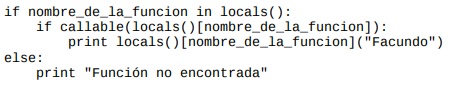 if nombre_de_la_funcion in locals():
    if callable(locals()[nombre_de_la_funcion]):
        print locals()[nombre_de_la_funcion]("Facundo")
else:
    print "Función no encontrada"